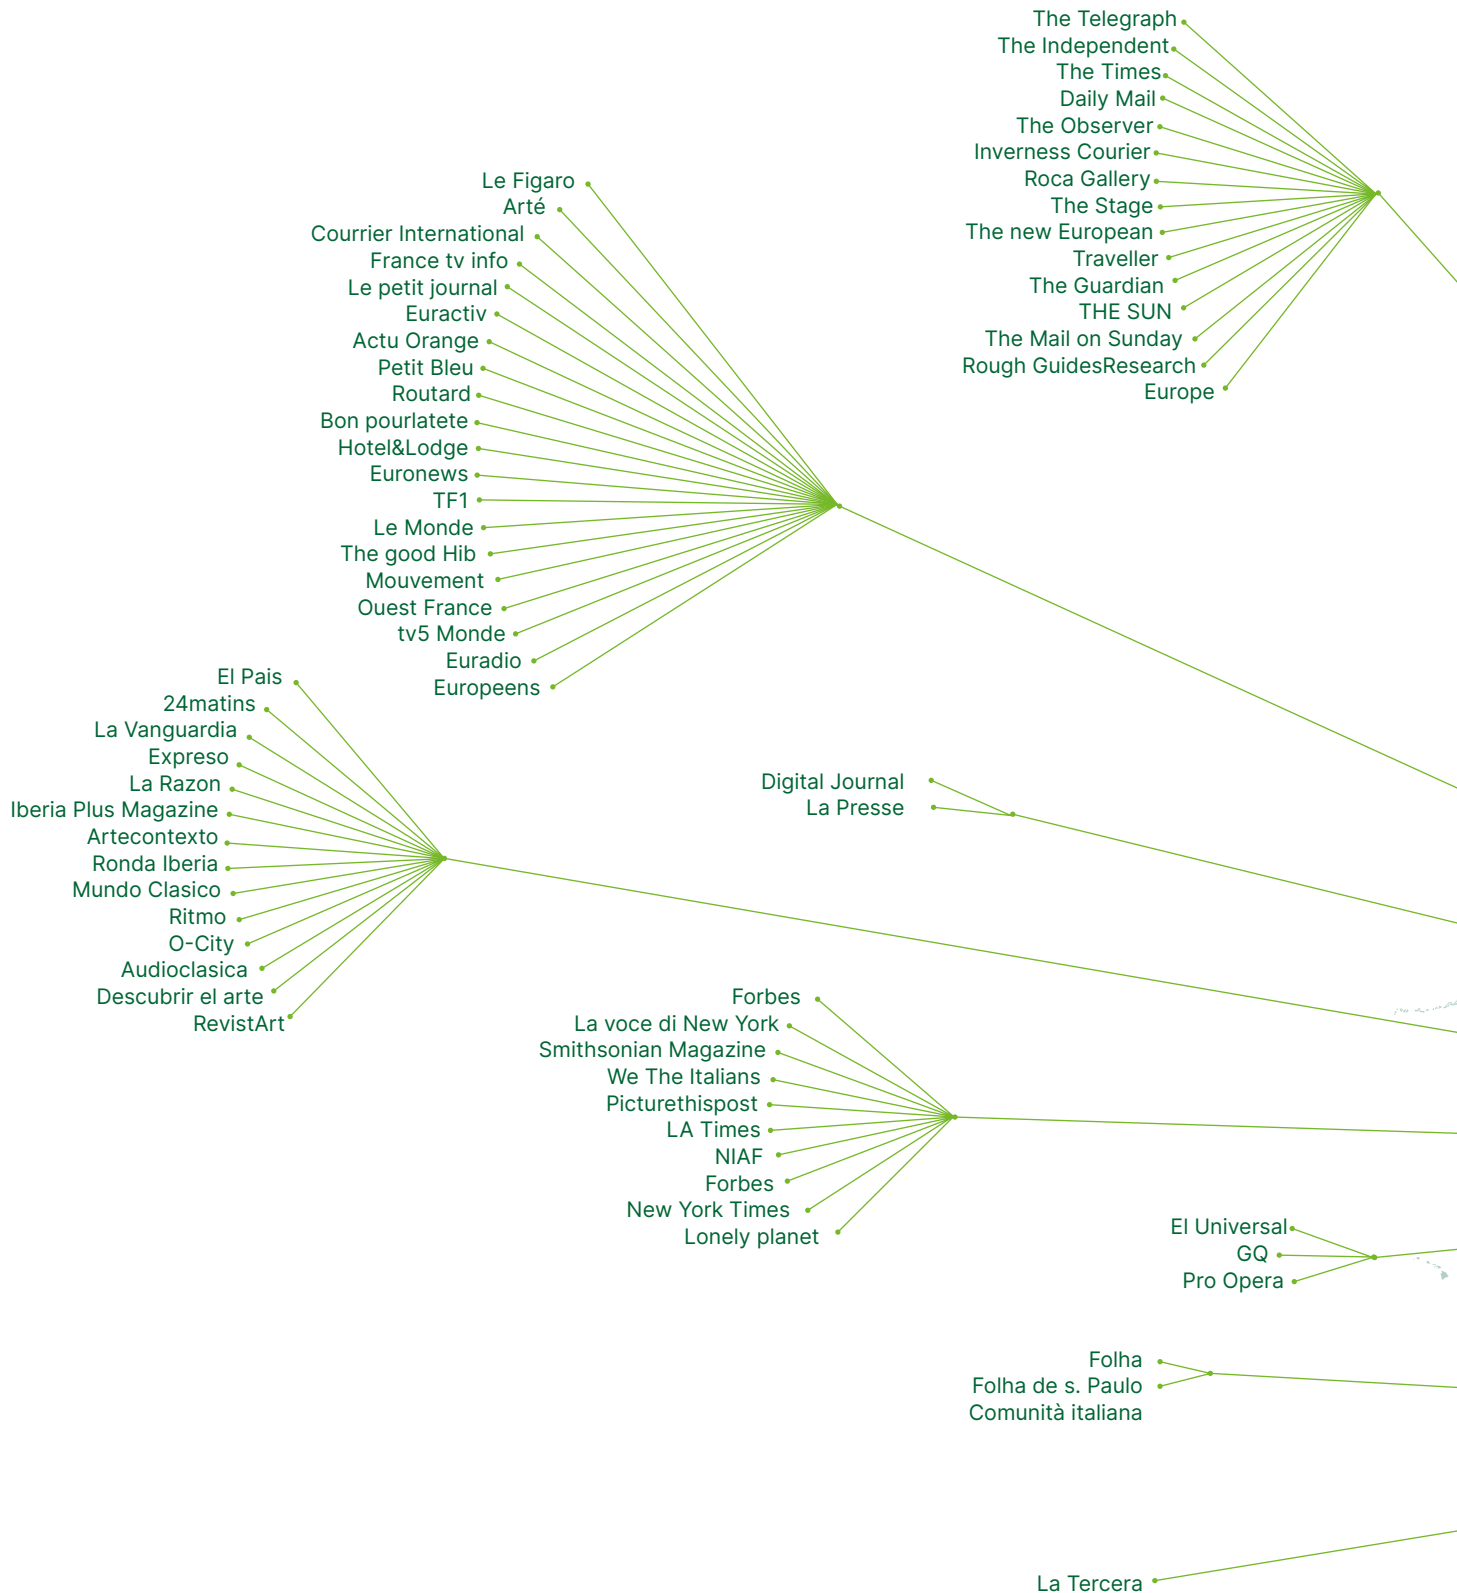 The Telegraph
The Independent
The Times
Daily Mail
The Observer
Inverness Courier
Roca Gallery
The Stage
The new European
Traveller
The Guardian
THE SUN
The Mail on Sunday
Rough GuidesResearch
Europe
Le Figaro
Arté
Courrier International
France tv info
Le petit journal
Euractiv
Actu Orange
Petit Bleu
Routard
Bon pourlatete
Hotel&Lodge
Euronews
TF1
Le Monde
The good Hib
Mouvement
Ouest France
tv5 Monde
Euradio
Europeens
El Pais
24matins
La Vanguardia
Expreso
La Razon
Iberia Plus Magazine
Artecontexto
Ronda Iberia
Mundo Clasico
Ritmo
O-City
Audioclasica
Descubrir el arte
RevistArt
Digital Journal
La Presse
Forbes
La voce di New York
Smithsonian Magazine
We The Italians
Picturethispost
LA Times
NIAF
Forbes
New York Times
Lonely planet
El Universal
GQ
Pro Opera
Folha
Folha de s. Paulo
Comunità italiana
La Tercera